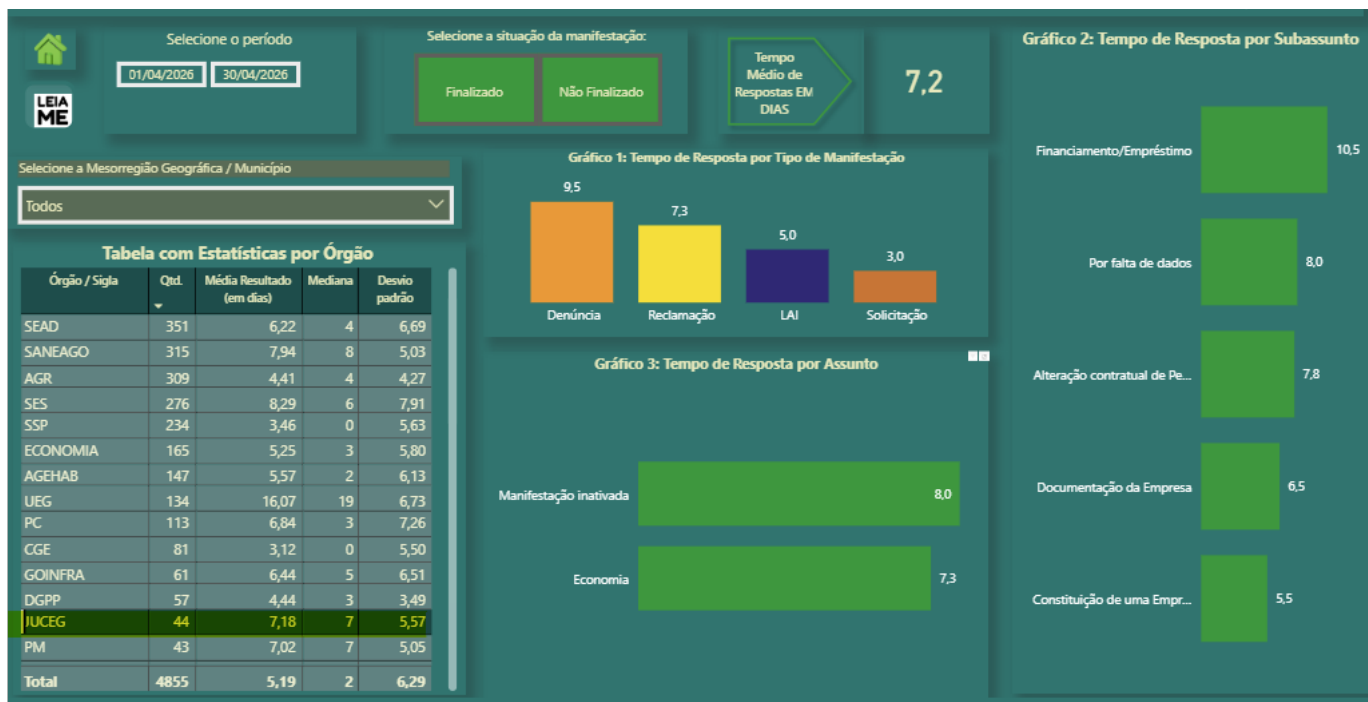 Selecione o período
01/04/2026 30/04/2026
LEIA
ME
Selecione a situação da manifestação:
Finalizado Não Finalizado
Tempo
Médio de
Respostas EM
DIAS
7,2
Selecione a Mesorregião Geográfica / Município
Todos
Tabela com Estatísticas por Órgão
Órgão / Sigla Qtd. Média Resultado (em dias) Mediana Desvio padrão
SEAD 351 6,22 4 6,69
SANEAGO 315 7,94 8 5,03
AGR 309 4,41 4 4,27
SES 276 8,29 6 7,91
SSP 234 3,46 0 5,63
ECONOMIA 165 5,25 3 5,80
AGEHAB 147 5,57 2 6,13
UEG 134 16,07 19 6,73
PC 113 6,84 3 7,26
CGE 81 3,12 0 5,50
GOINFRA 61 6,44 5 6,51
DGPP 57 4,44 3 3,49
JUCEG 44 7,18 7 5,57
PM 43 7,02 7 5,05
Total 4855 5,19 2 6,29
Gráfico 1: Tempo de Resposta por Tipo de Manifestação
9,5
7,3
5,0
3,0
Denúncia Reclamação LAI Solicitação
Gráfico 3: Tempo de Resposta por Assunto
Manifestação inativada 8,0
Economia 7,3
Gráfico 2: Tempo de Resposta por Subassunto
Financiamento/Empréstimo 10,5
Por falta de dados 8,0
Alteração contratual de Pe... 7,8
Documentação da Empresa 6,5
Constituição de uma Empr... 5,5